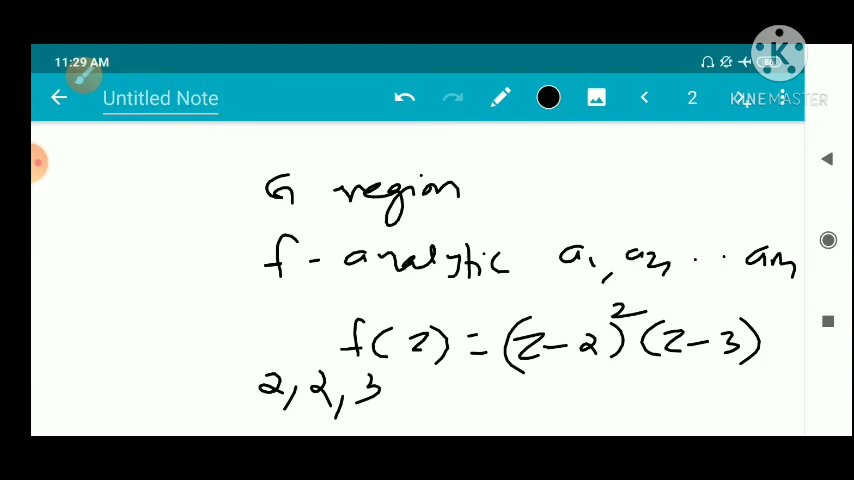 11:29 AM
KINEMASTER
Untitled Note
2
G region
f - analytic a₁, a₂, . . . aₘ
f(z) = (z-2)² (z-3)
2, 2, 3